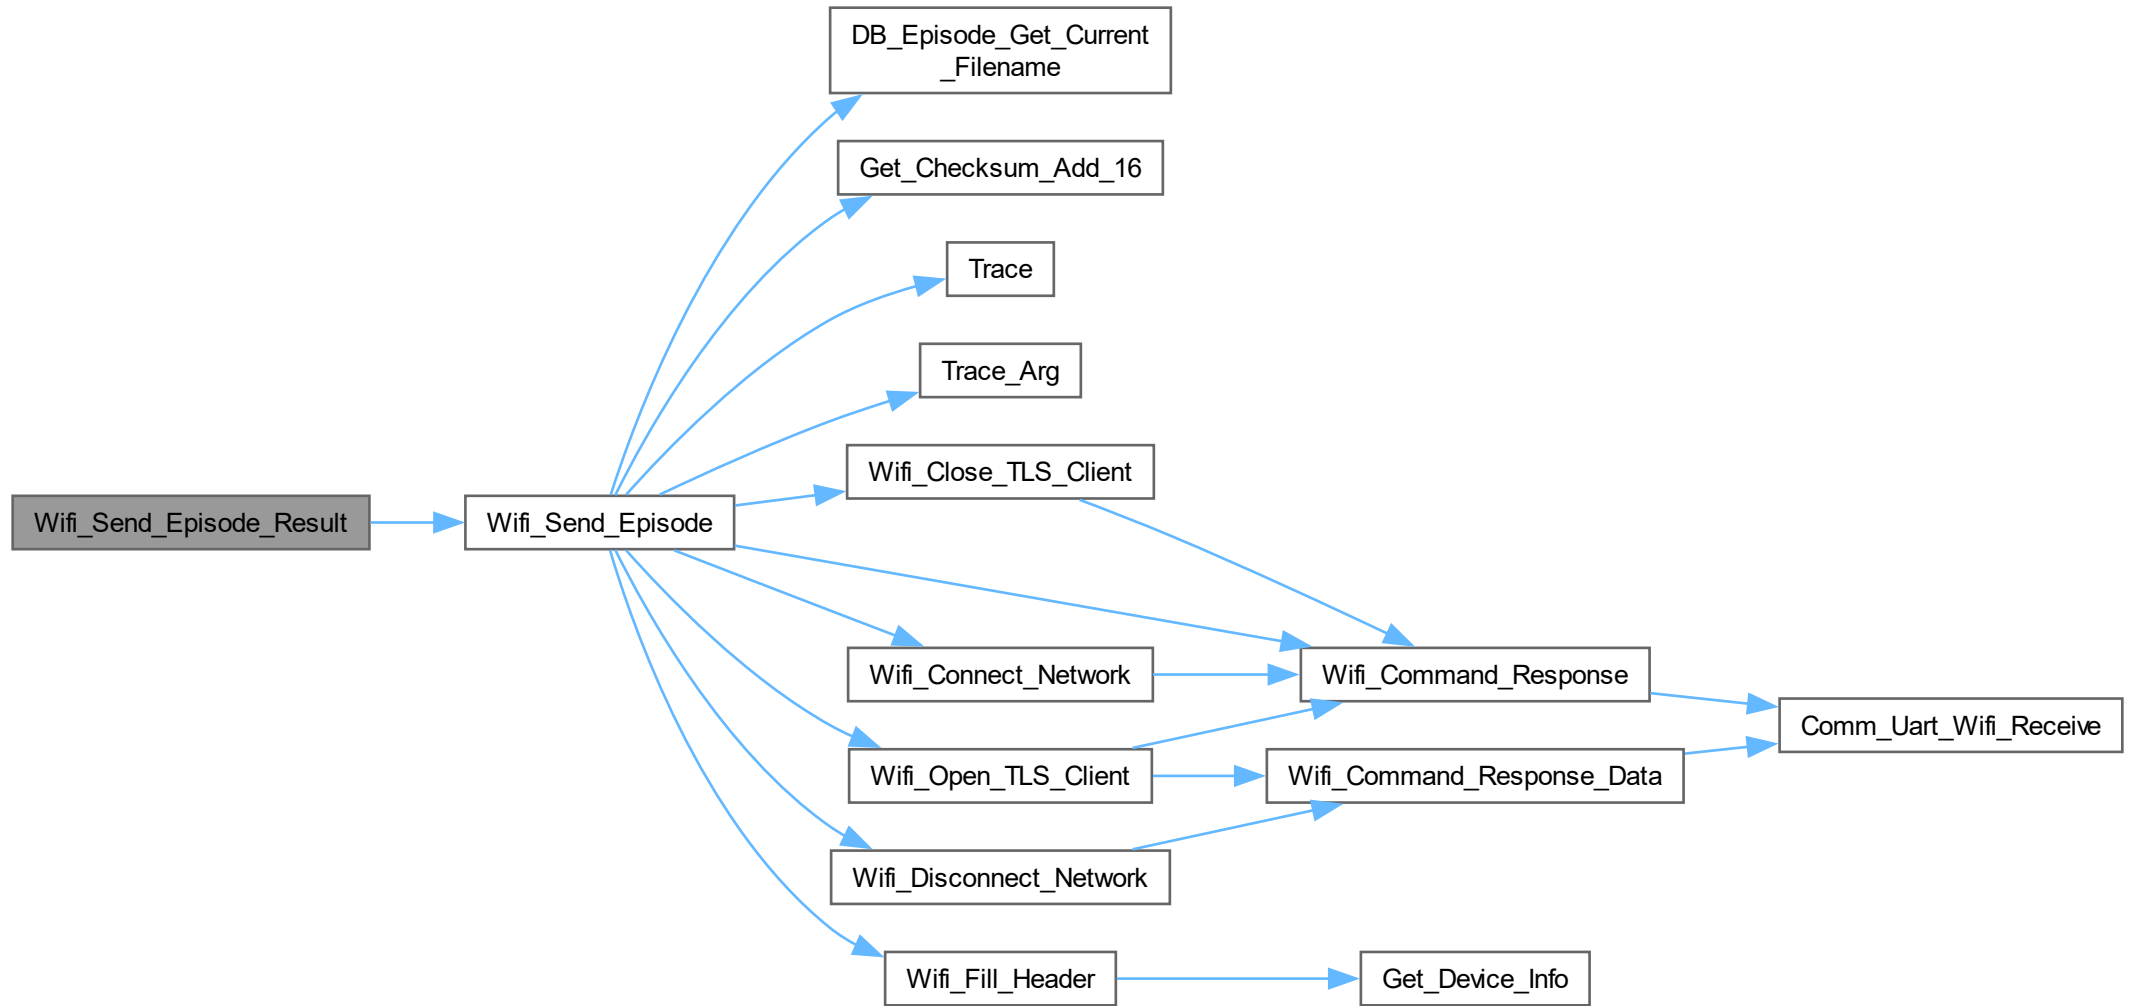 DB_Episode_Get_Current
_Filename
Get_Checksum_Add_16
Trace
Trace_Arg
Wifi_Close_TLS_Client
Wifi_Send_Episode_Result
Wifi_Send_Episode
Wifi_Connect_Network
Wifi_Command_Response
Comm_Uart_Wifi_Receive
Wifi_Open_TLS_Client
Wifi_Command_Response_Data
Wifi_Disconnect_Network
Wifi_Fill_Header
Get_Device_Info